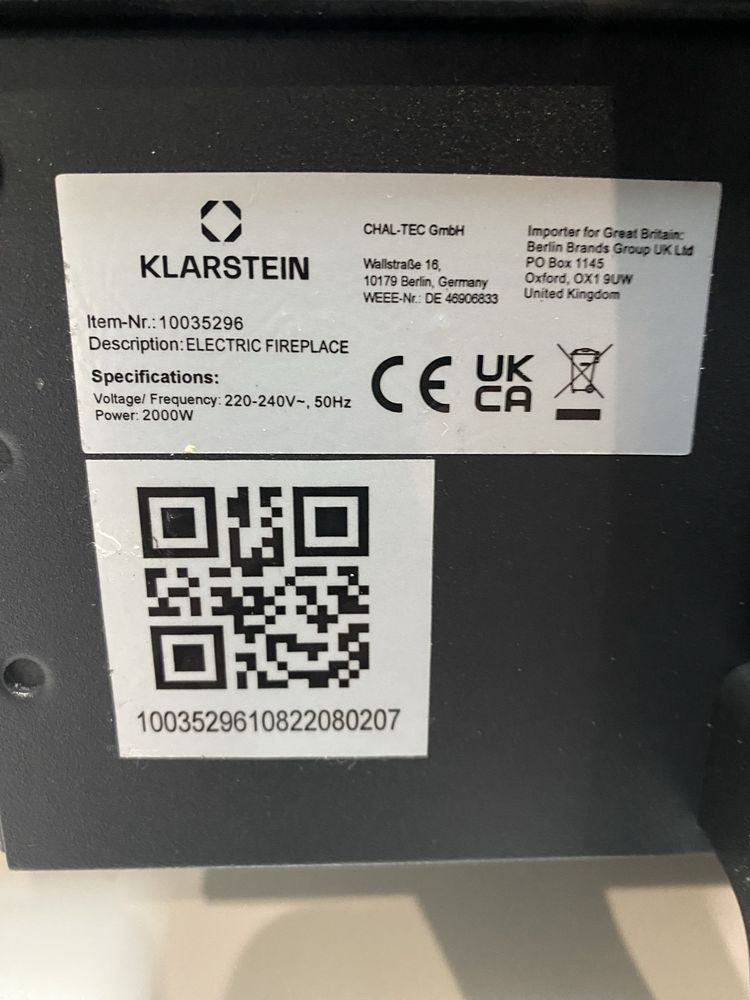 KLARSTEIN
Item-Nr.: 10035296
Description: ELECTRIC FIREPLACE
Specifications:
Voltage/ Frequency: 220-240V~, 50Hz
Power: 2000W
CHAL-TEC GmbH
Wallstraße 16,
10179 Berlin, Germany
WEEE-Nr.: DE 46906833
Importer for Great Britain:
Berlin Brands Group UK Ltd
PO Box 1145
Oxford, OX1 9UW
United Kingdom
CE
UK
CA
1003529610822080207